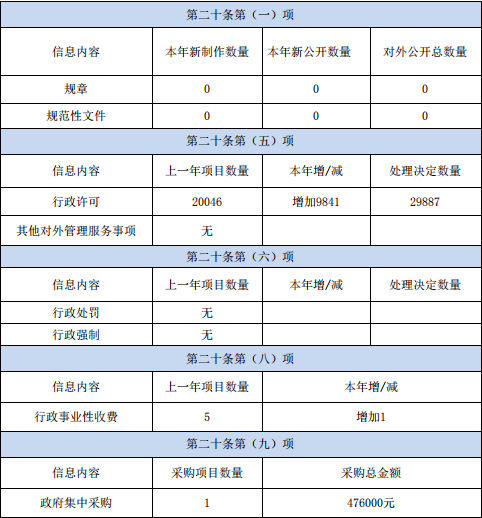 第二十条第（一）项
信息内容 本年新制作数量 本年新公开数量 对外公开总数量
规章 0 0 0
规范性文件 0 0 0
第二十条第（五）项
信息内容 上一年项目数量 本年增/减 处理决定数量
行政许可 20046 增加9841 29887
其他对外管理服务事项 无
第二十条第（六）项
信息内容 上一年项目数量 本年增/减 处理决定数量
行政处罚 无
行政强制 无
第二十条第（八）项
信息内容 上一年项目数量 本年增/减
行政事业性收费 5 增加1
第二十条第（九）项
信息内容 采购项目数量 采购总金额
政府集中采购 1 476000元